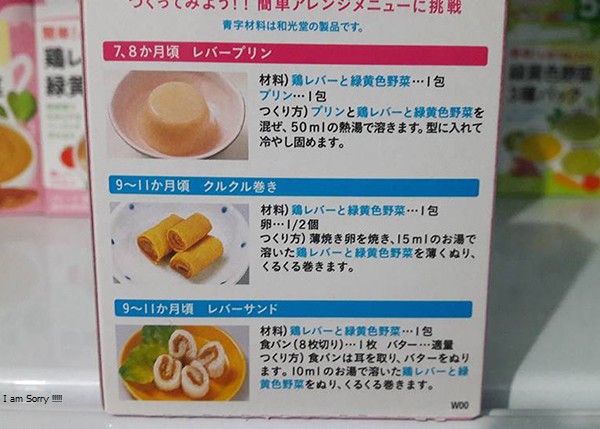 つくってみよう!! 簡単アレンジメニューに挑戦
青字材料は和光堂の製品です。
7、8か月頃 レバープリン
材料) 鶏レバーと緑黄色野菜…1包
プリン…1包
つくり方) プリンと鶏レバーと緑黄色野菜を
混ぜ、50mlの熱湯で溶きます。型に入れて
冷やし固めます。
9〜11か月頃 クルクル巻き
材料) 鶏レバーと緑黄色野菜…1包
卵…1/2個
つくり方) 薄焼き卵を焼き、15mlのお湯で
溶いた鶏レバーと緑黄色野菜を薄くぬり、
くるくる巻きます。
9〜11か月頃 レバーサンド
材料) 鶏レバーと緑黄色野菜…1包
食パン(8枚切り)…1枚 バター…適量
つくり方) 食パンは耳を取り、バターをぬり
ます。10mlのお湯で溶いた鶏レバーと緑
黄色野菜をぬり、くるくる巻きます。
W00
簡単!
鶏レ
緑黄
緑黄色野菜
3種パック
5
I am Sorry !!!!!